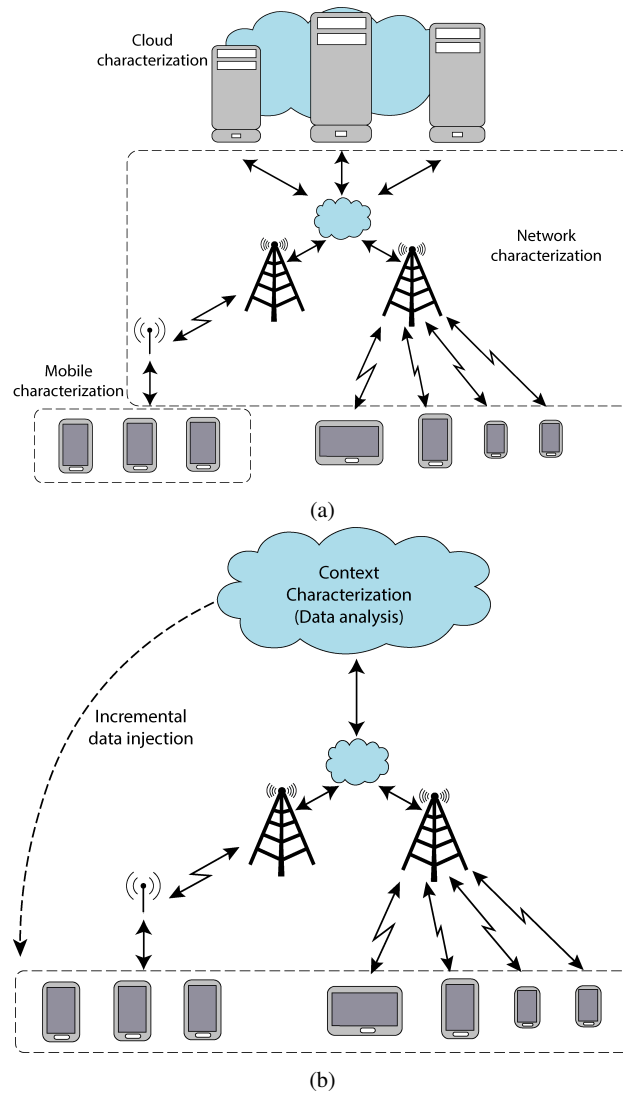 Cloud
characterization
Network
characterization
Mobile
characterization
(a)
Context
Characterization
(Data analysis)
Incremental
data injection
(b)